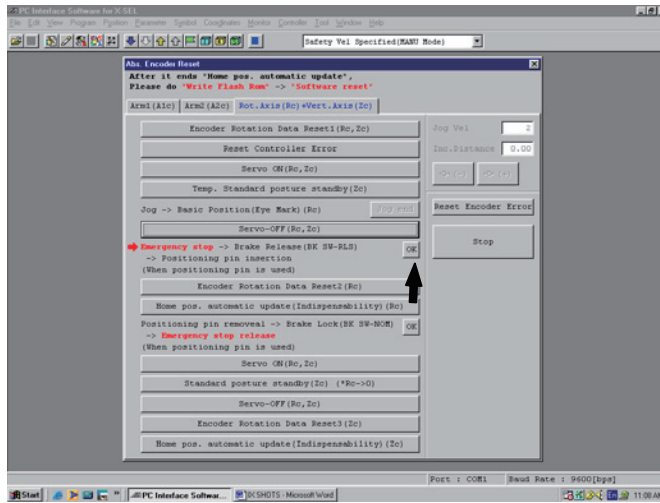 PC Interface Software for X-SEL
File Edit View Program Position Parameter Symbol Coordinates Monitor Controller Tool Window Help
Safety Vel Specified(MANU Mode)
Abs. Encoder Reset
After it ends "Home pos. automatic update",
Please do "Write Flash Rom" -> "Software reset"
Arm1(A1c) Arm2(A2c) Rot.Axis(Rc)+Vert.Axis(Zc)
Encoder Rotation Data Reset1(Rc,Zc)
Jog Vel 2
Reset Controller Error
Inc.Distance 0.00
Servo ON(Rc,Zc)
Temp. Standard posture standby(Zc)
Jog -> Basic Position(Eye Mark)(Rc) Jog end
Reset Encoder Error
Servo-OFF(Rc,Zc)
Emergency stop -> Brake Release(BK SW-RLS) OK
Stop
-> Positioning pin insertion
(When positioning pin is used)
Encoder Rotation Data Reset2(Rc)
Home pos. automatic update(Indispensability)(Rc)
Positioning pin removeal -> Brake Lock(BK SW-NOM) OK
-> Emergency stop release
(When positioning pin is used)
Servo ON(Rc,Zc)
Standard posture standby(Zc) (*Rc->0)
Servo-OFF(Rc,Zc)
Encoder Rotation Data Reset3(Zc)
Home pos. automatic update(Indispensability)(Zc)
Port : COM1 Baud Rate : 9600[bps]
Start PC Interface Softwar... IX SHOTS - Microsoft Word 11:00 AM